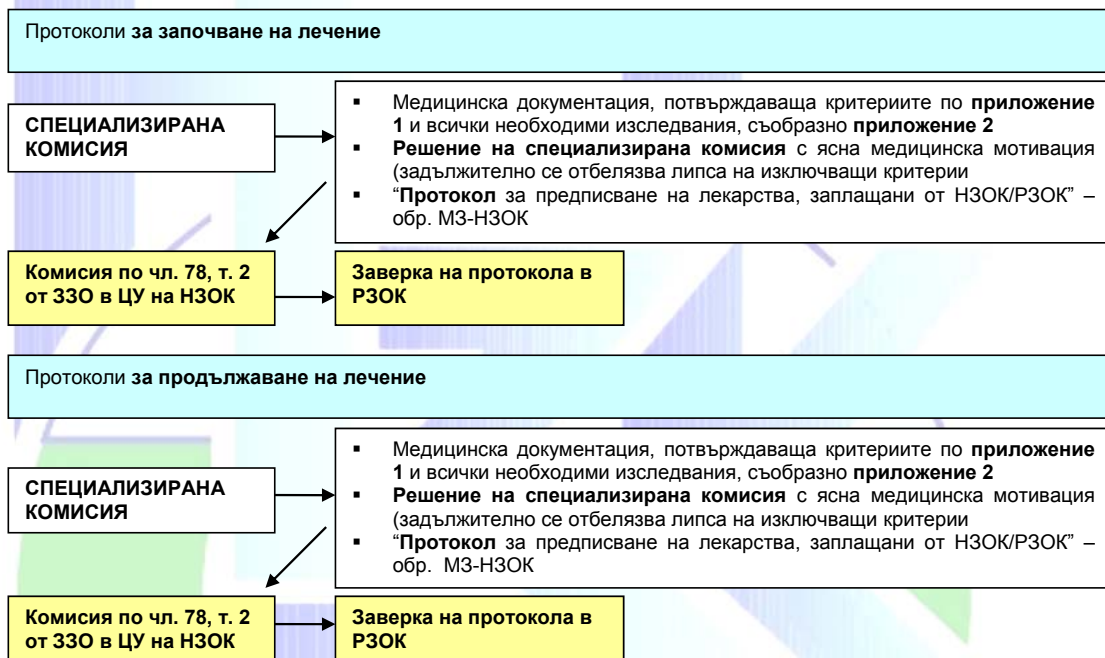 Протоколи за започване на лечение
СПЕЦИАЛИЗИРАНА
КОМИСИЯ
▪ Медицинска документация, потвърждаваща критериите по приложение
1 и всички необходими изследвания, съобразно приложение 2
▪ Решение на специализирана комисия с ясна медицинска мотивация
(задължително се отбелязва липса на изключващи критерии
▪ “Протокол за предписване на лекарства, заплащани от НЗОК/РЗОК” –
обр. МЗ-НЗОК
Комисия по чл. 78, т. 2
от ЗЗО в ЦУ на НЗОК
Заверка на протокола в
РЗОК
Протоколи за продължаване на лечение
СПЕЦИАЛИЗИРАНА
КОМИСИЯ
▪ Медицинска документация, потвърждаваща критериите по приложение
1 и всички необходими изследвания, съобразно приложение 2
▪ Решение на специализирана комисия с ясна медицинска мотивация
(задължително се отбелязва липса на изключващи критерии
▪ “Протокол за предписване на лекарства, заплащани от НЗОК/РЗОК” –
обр. МЗ-НЗОК
Комисия по чл. 78, т. 2
от ЗЗО в ЦУ на НЗОК
Заверка на протокола в
РЗОК